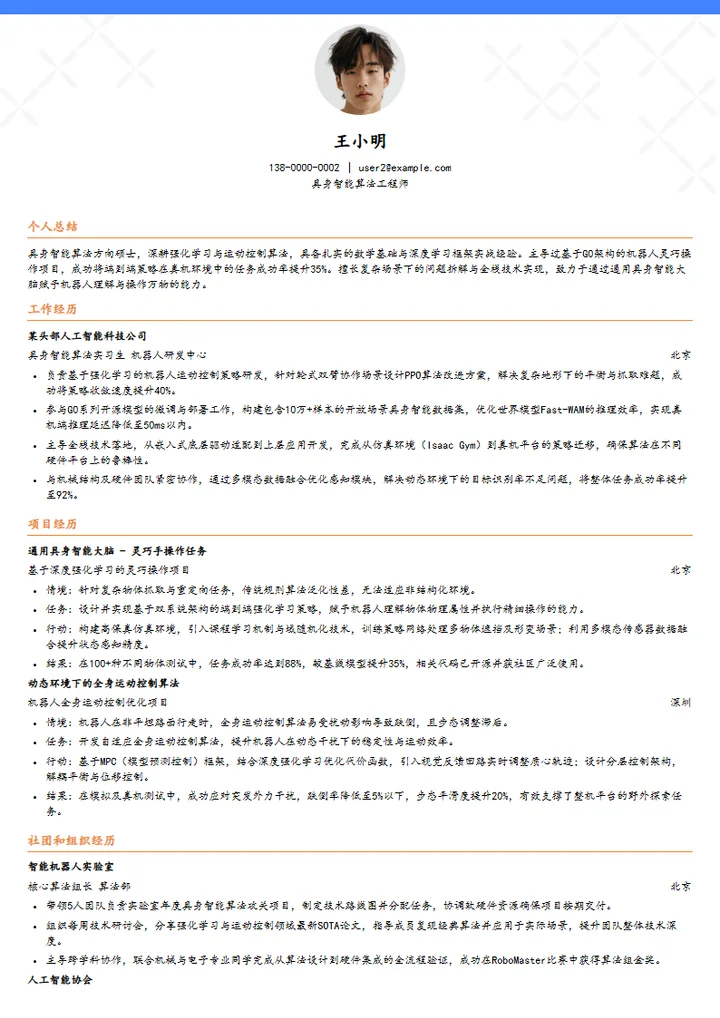 王小明
138-0000-0002 | user2@example.com
具身智能算法工程师
个人总结
具身智能算法方向硕士，深耕强化学习与运动控制算法，具备扎实的数学基础与深度学习框架实战经验。主导过基于GO架构的机器人灵巧操
作项目，成功将端到端策略在真机环境中的任务成功率提升35%。擅长复杂场景下的问题拆解与全栈技术实现，致力于通过通用具身智能大
脑赋予机器人理解与操作万物的能力。
工作经历
某头部人工智能科技公司
具身智能算法实习生 机器人研发中心 北京
• 负责基于强化学习的机器人运动控制策略研发，针对轮式双臂协作场景设计PPO算法改进方案，解决复杂地形下的平衡与抓取难题，成
功将策略收敛速度提升40%。
• 参与GO系列开源模型的微调与部署工作，构建包含10万+样本的开放场景具身智能数据集，优化世界模型Fast-WAM的推理效率，实现真
机端推理延迟降低至50ms以内。
• 主导全栈技术落地，从嵌入式底层驱动适配到上层应用开发，完成从仿真环境（Isaac Gym）到真机平台的策略迁移，确保算法在不同
硬件平台上的鲁棒性。
• 与机械结构及硬件团队紧密协作，通过多模态数据融合优化感知模块，解决动态环境下的目标识别率不足问题，将整体任务成功率提升
至92%。
项目经历
通用具身智能大脑 - 灵巧手操作任务
基于深度强化学习的灵巧操作项目 北京
• 情境：针对复杂物体抓取与重定向任务，传统规则算法泛化性差，无法适应非结构化环境。
• 任务：设计并实现基于双系统架构的端到端强化学习策略，赋予机器人理解物体物理属性并执行精细操作的能力。
• 行动：构建高保真仿真环境，引入课程学习机制与域随机化技术，训练策略网络处理多物体遮挡及形变场景；利用多模态传感器数据融
合提升状态感知精度。
• 结果：在100+种不同物体测试中，任务成功率达到88%，较基线模型提升35%，相关代码已开源并获社区广泛使用。
动态环境下的全身运动控制算法
机器人全身运动控制优化项目 深圳
• 情境：机器人在非平坦路面行走时，全身运动控制算法易受扰动影响导致跌倒，且步态调整滞后。
• 任务：开发自适应全身运动控制算法，提升机器人在动态干扰下的稳定性与运动效率。
• 行动：基于MPC（模型预测控制）框架，结合深度强化学习优化代价函数，引入视觉反馈回路实时调整质心轨迹；设计分层控制架构，
解耦平衡与位移控制。
• 结果：在模拟及真机测试中，成功应对突发外力干扰，跌倒率降低至5%以下，步态平滑度提升20%，有效支撑了整机平台的野外探索任
务。
社团和组织经历
智能机器人实验室
核心算法组长 算法部 北京
• 带领5人团队负责实验室年度具身智能算法攻关项目，制定技术路线图并分配任务，协调软硬件资源确保项目按期交付。
• 组织每周技术研讨会，分享强化学习与运动控制领域最新SOTA论文，指导成员复现经典算法并应用于实际场景，提升团队整体技术深
度。
• 主导跨学科协作，联合机械与电子专业同学完成从算法设计到硬件集成的全流程验证，成功在RoboMaster比赛中获得算法组金奖。
人工智能协会